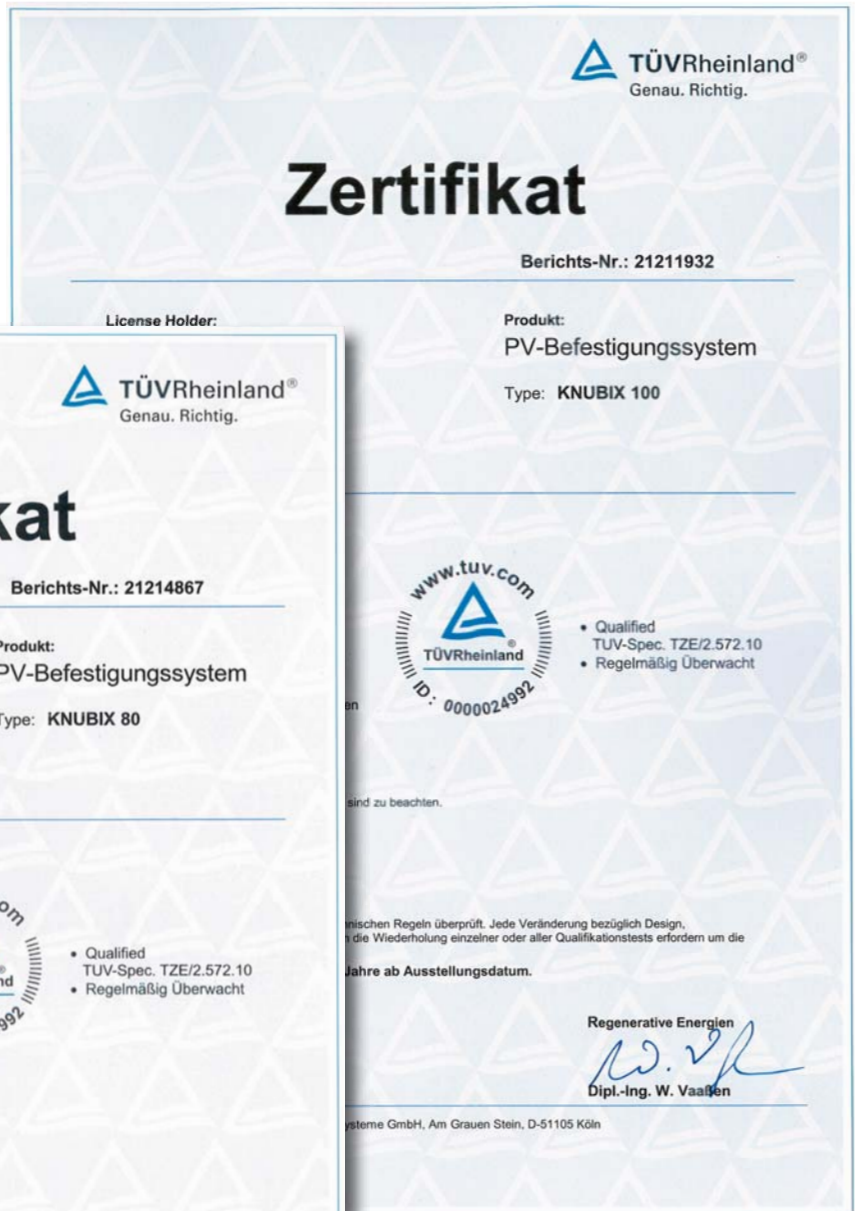 TÜVRheinland®
Genau. Richtig.
Zertifikat
Berichts-Nr.: 21211932
License Holder:
Produkt:
PV-Befestigungssystem
Type: KNUBIX 100
www.tuv.com
TÜVRheinland®
ID: 0000024992
• Qualified
TUV-Spec. TZE/2.572.10
• Regelmäßig Überwacht
en
sind zu beachten.
nischen Regeln überprüft. Jede Veränderung bezüglich Design,
die Wiederholung einzelner oder aller Qualifikationstests erfordern um die
Jahre ab Ausstellungsdatum.
Regenerative Energien
Dipl.-Ing. W. Vaaßen
ysteme GmbH, Am Grauen Stein, D-51105 Köln
TÜVRheinland®
Genau. Richtig.
kat
Berichts-Nr.: 21214867
Produkt:
PV-Befestigungssystem
Type: KNUBIX 80
om
nd
992
• Qualified
TUV-Spec. TZE/2.572.10
• Regelmäßig Überwacht